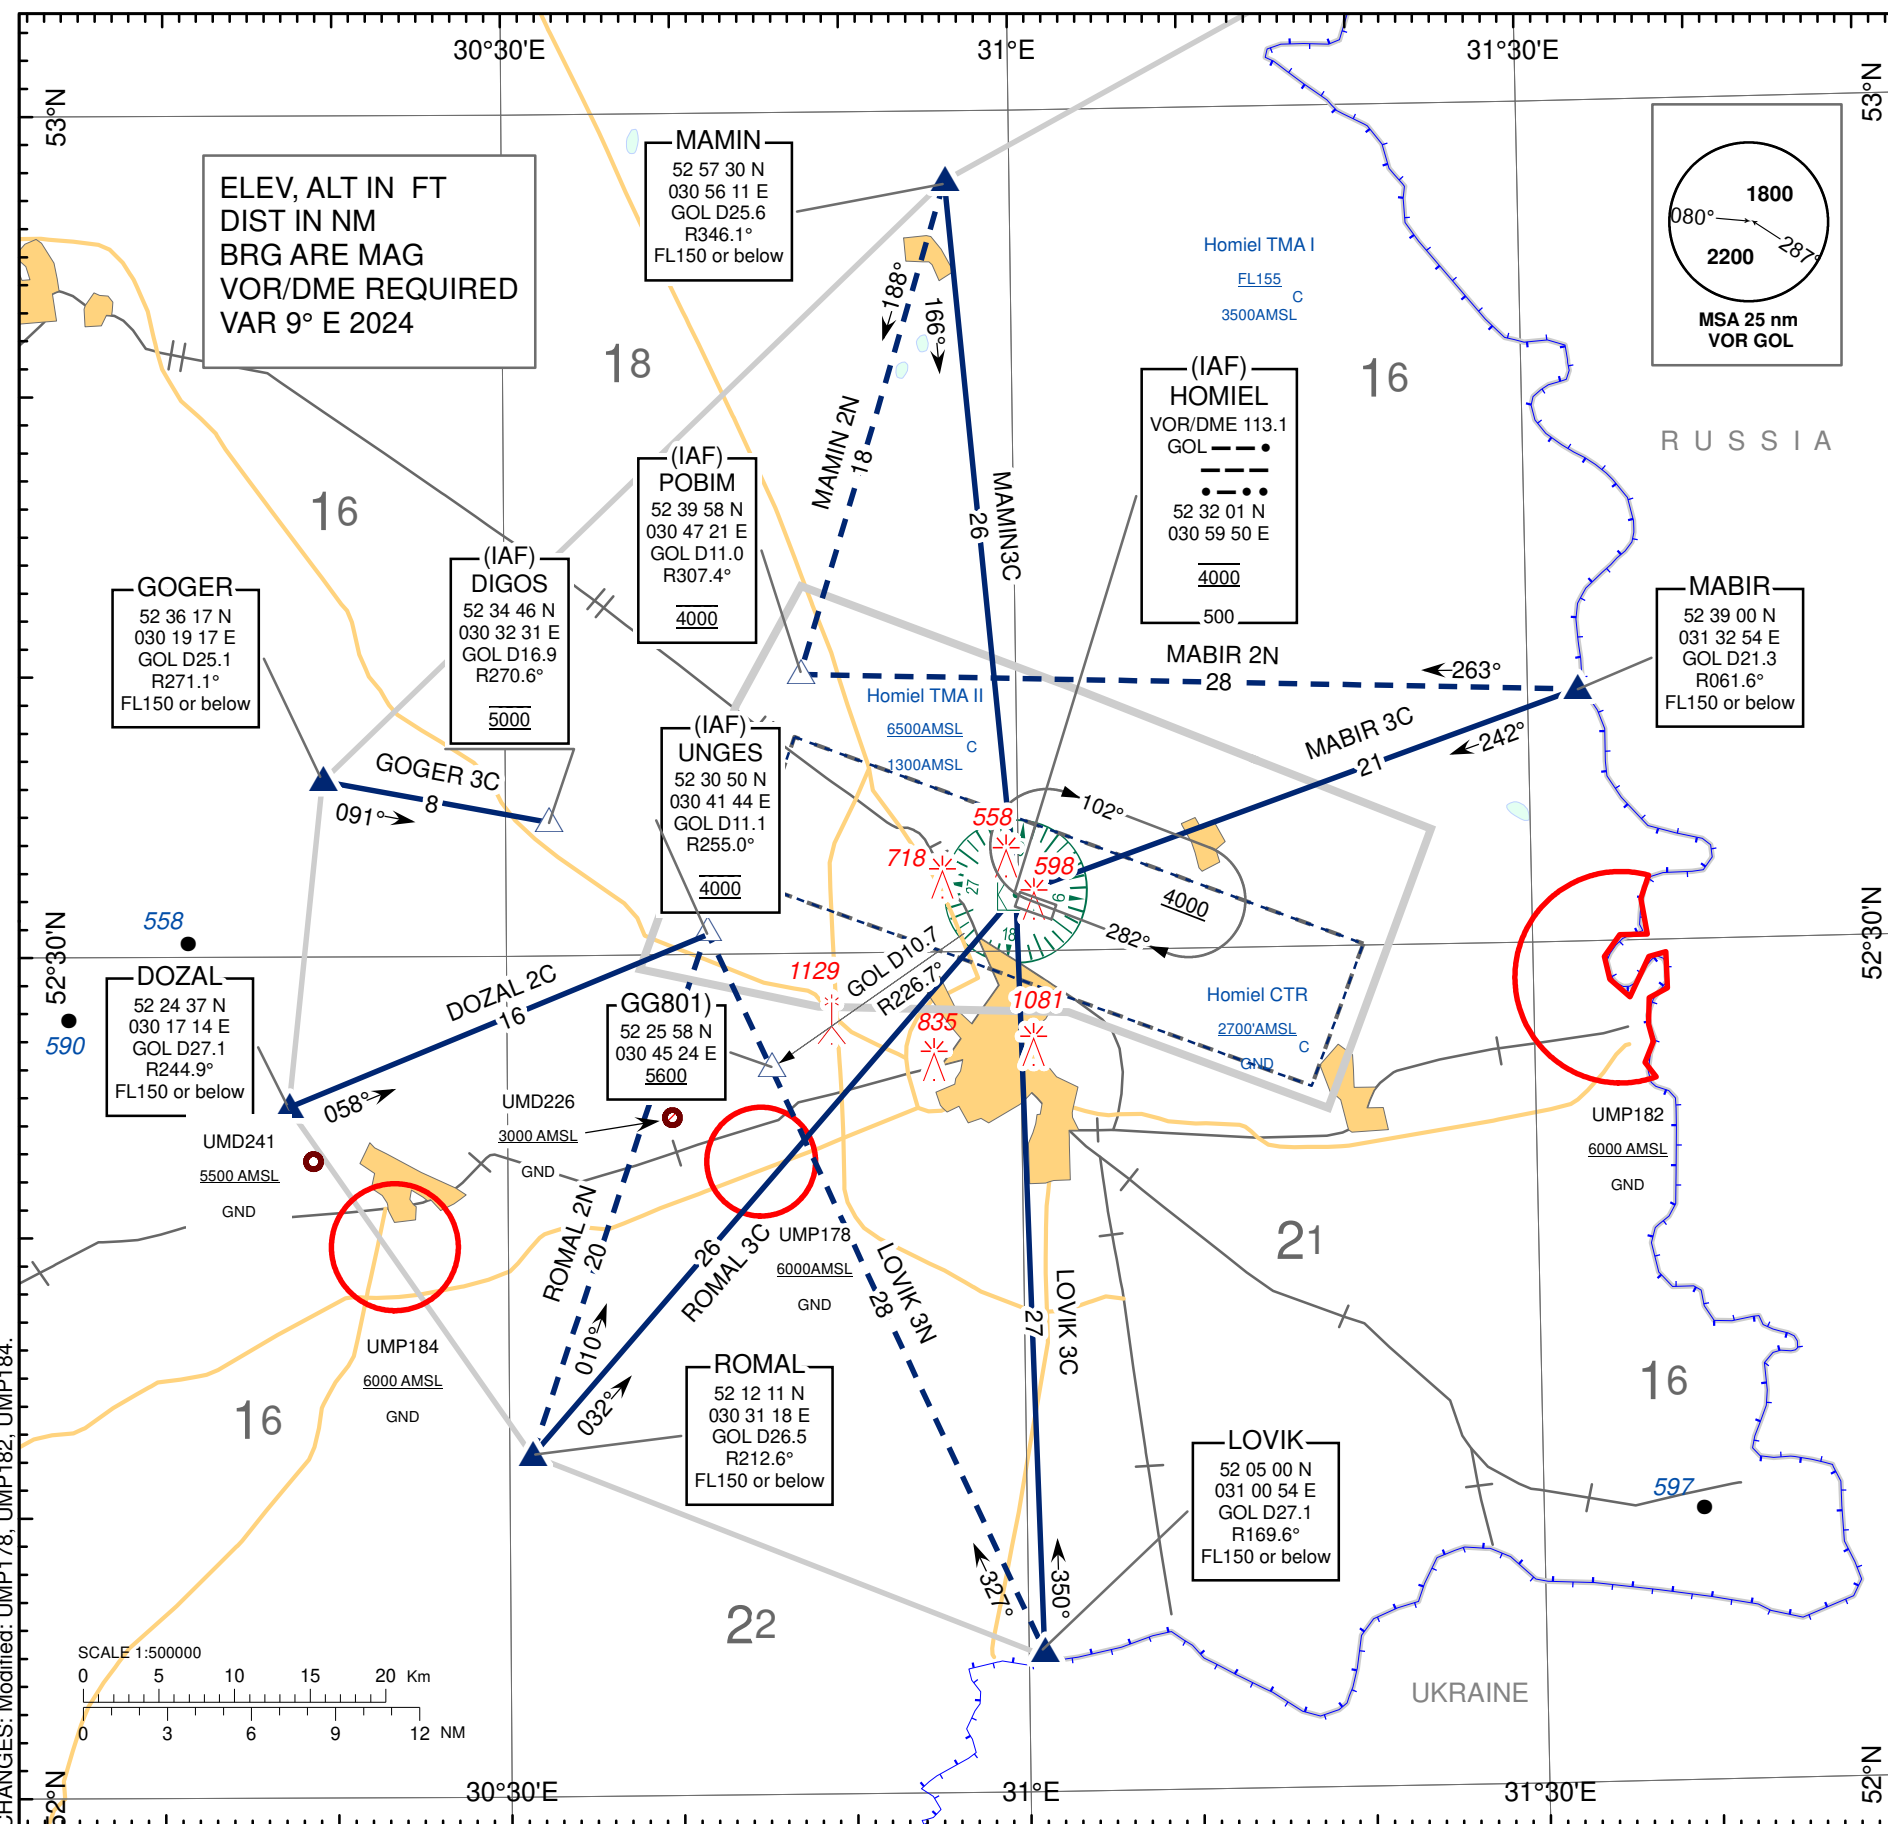 30°30'E
31°E
31°30'E
53°N
53°N
ELEV, ALT IN FT
DIST IN NM
BRG ARE MAG
VOR/DME REQUIRED
VAR 9° E 2024
MAMIN
52 57 30 N
030 56 11 E
GOL D25.6
R346.1°
FL150 or below
Homiel TMA I
FL155
C
3500AMSL
1800
080°
287°
2200
MSA 25 nm
VOR GOL
188°
166°
18
16
16
RUSSIA
(IAF)
HOMIEL
VOR/DME 113.1
GOL
52 32 01 N
030 59 50 E
4000
500
MAMIN 2N
18
MAMIN3C
26
(IAF)
POBIM
52 39 58 N
030 47 21 E
GOL D11.0
R307.4°
4000
(IAF)
DIGOS
52 34 46 N
030 32 31 E
GOL D16.9
R270.6°
5000
GOGER
52 36 17 N
030 19 17 E
GOL D25.1
R271.1°
FL150 or below
MABIR
52 39 00 N
031 32 54 E
GOL D21.3
R061.6°
FL150 or below
MABIR 2N
28
263°
Homiel TMA II
6500AMSL
C
1300AMSL
MABIR 3C
21
242°
GOGER 3C
8
091°
(IAF)
UNGES
52 30 50 N
030 41 44 E
GOL D11.1
R255.0°
4000
102°
558
718
598
27
6
18
4000
282°
558
590
52°30'N
52°30'N
DOZAL
52 24 37 N
030 17 14 E
GOL D27.1
R244.9°
FL150 or below
DOZAL 2C
16
058°
GOL D10.7
R226.7°
1129
835
1081
GG801)
52 25 58 N
030 45 24 E
5600
Homiel CTR
2700'AMSL
C
GND
UMD226
3000 AMSL
GND
UMD241
5500 AMSL
GND
UMP182
6000 AMSL
GND
UMP178
6000AMSL
GND
UMP184
6000 AMSL
GND
ROMAL 2N
20
010°
ROMAL 3C
26
032°
LOVIK 3N
28
327°
LOVIK 3C
27
350°
21
16
16
22
ROMAL
52 12 11 N
030 31 18 E
GOL D26.5
R212.6°
FL150 or below
LOVIK
52 05 00 N
031 00 54 E
GOL D27.1
R169.6°
FL150 or below
597
UKRAINE
SCALE 1:500000
0 5 10 15 20 Km
0 3 6 9 12 NM
CHANGES: Modified: UMP178, UMP182, UMP184.
52°N
52°N
30°30'E
31°E
31°30'E